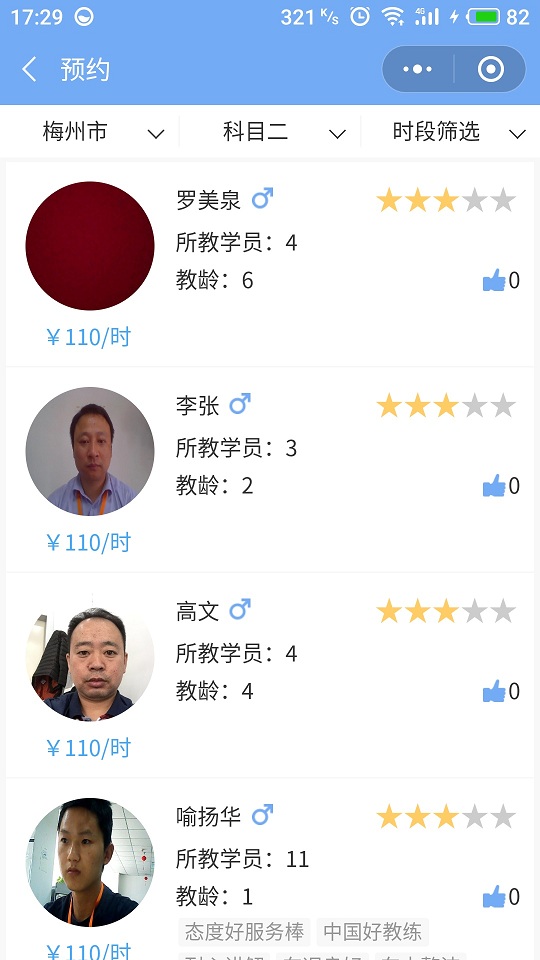 17:29 321 K/s 4G 82
预约
梅州市 科目二 时段筛选
罗美泉
所教学员：4
教龄：6 0
￥110/时
李张
所教学员：3
教龄：2 0
￥110/时
高文
所教学员：4
教龄：4 0
￥110/时
喻扬华
所教学员：11
教龄：1 0
态度好服务棒 中国好教练
￥110/时